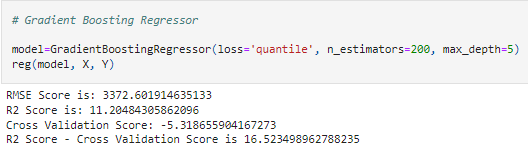 # Gradient Boosting Regressor
model=GradientBoostingRegressor(loss='quantile', n_estimators=200, max_depth=5)
reg(model, X, Y)
RMSE Score is: 3372.601914635133
R2 Score is: 11.20484305862096
Cross Validation Score: -5.318655904167273
R2 Score - Cross Validation Score is 16.523498962788235